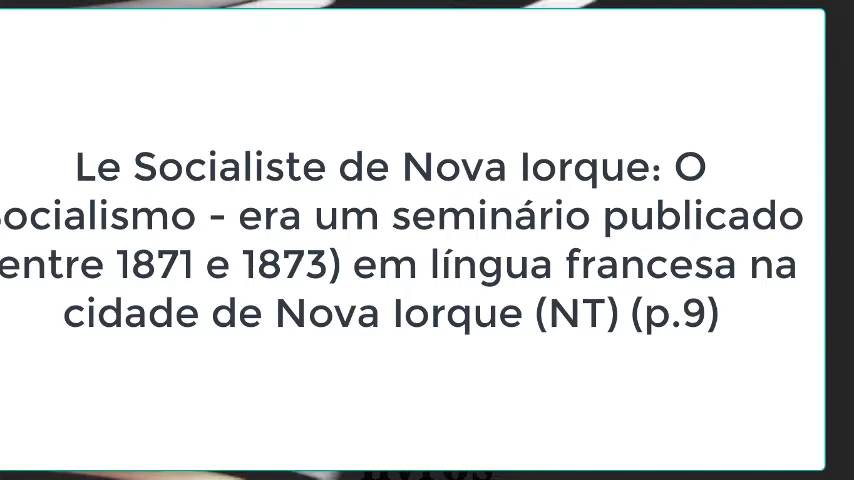 Le Socialiste de Nova Iorque: O
ocialismo - era um seminário publicado
entre 1871 e 1873) em língua francesa na
cidade de Nova Iorque (NT) (p.9)